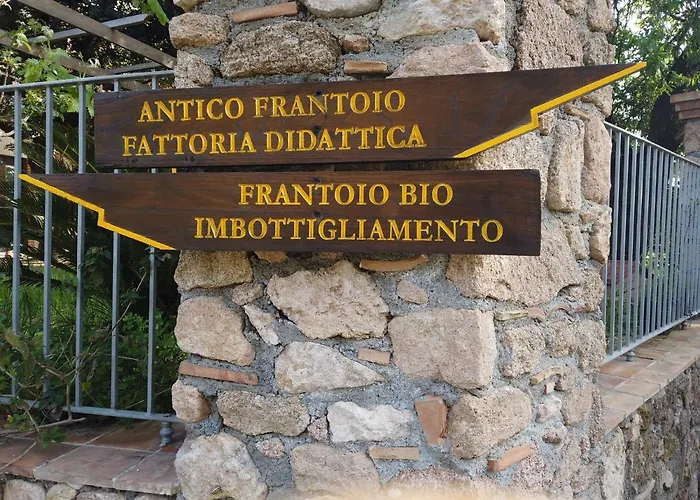 ANTICO FRANTOIO
FATTORIA DIDATTICA
FRANTOIO BIO
IMBOTTIGLIAMENTO